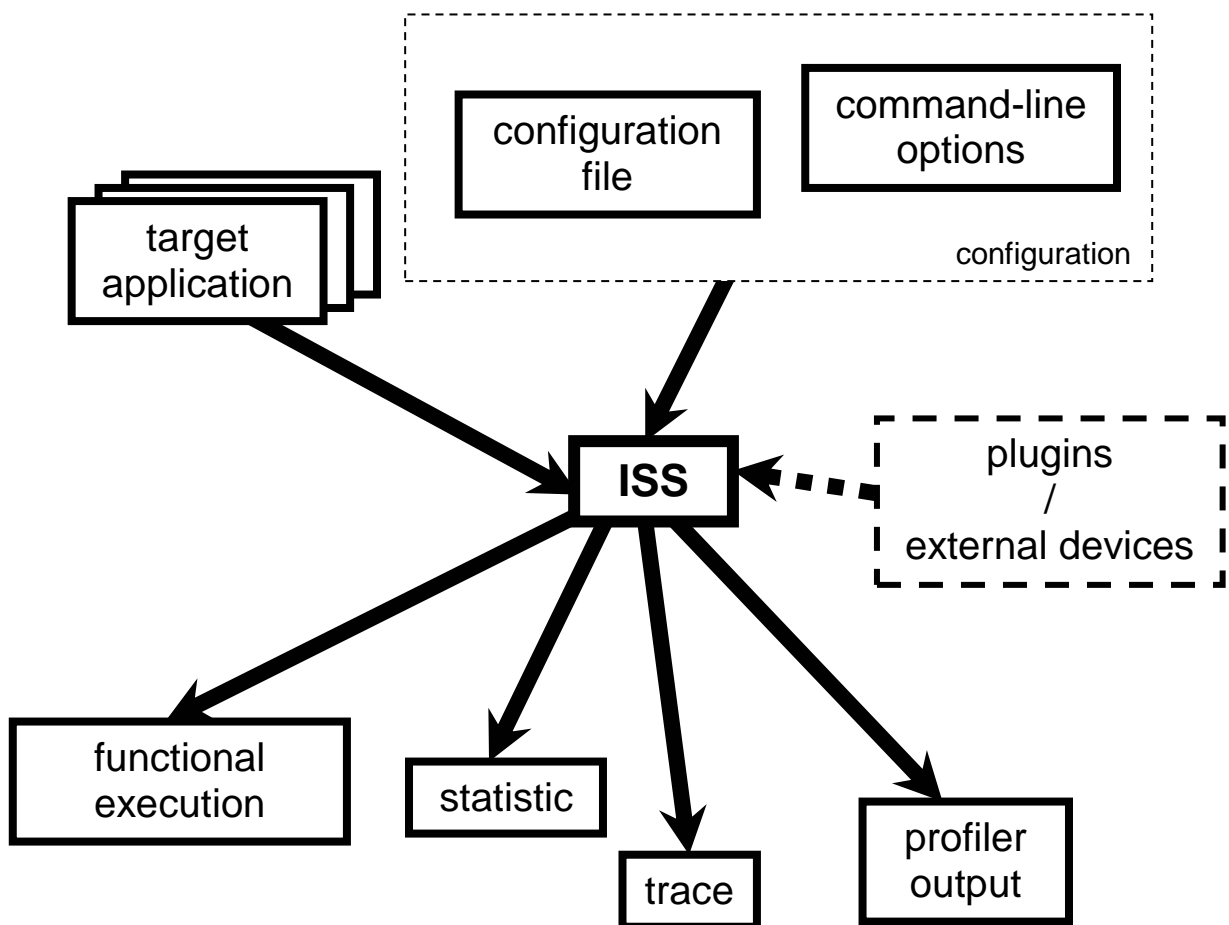 command-line
options
configuration
file
configuration
target
application
ISS
plugins
/
external devices
functional
execution
statistic
trace
profiler
output